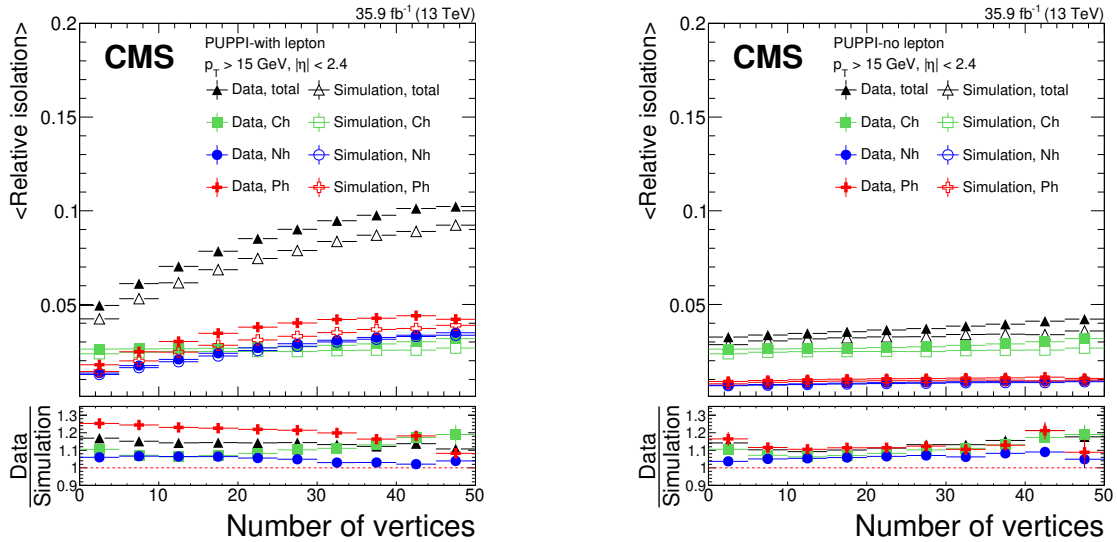 35.9 fb⁻¹ (13 TeV)
CMS
PUPPI-with lepton
p_T > 15 GeV, |η| < 2.4
Data, total
Simulation, total
Data, Ch
Simulation, Ch
Data, Nh
Simulation, Nh
Data, Ph
Simulation, Ph
<Relative isolation>
0.2
0.15
0.1
0.05
Data
Simulation
1.3
1.2
1.1
1
0.9
0 10 20 30 40 50
Number of vertices
35.9 fb⁻¹ (13 TeV)
CMS
PUPPI-no lepton
p_T > 15 GeV, |η| < 2.4
Data, total
Simulation, total
Data, Ch
Simulation, Ch
Data, Nh
Simulation, Nh
Data, Ph
Simulation, Ph
<Relative isolation>
0.2
0.15
0.1
0.05
Data
Simulation
1.3
1.2
1.1
1
0.9
0 10 20 30 40 50
Number of vertices